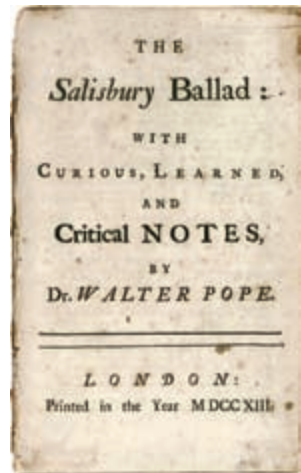 THE
Salisbury Ballad:
WITH
CURIOUS, LEARNED,
AND
Critical NOTES,
BY
Dr. WALTER POPE.
LONDON:
Printed in the Year MDCCXIII.